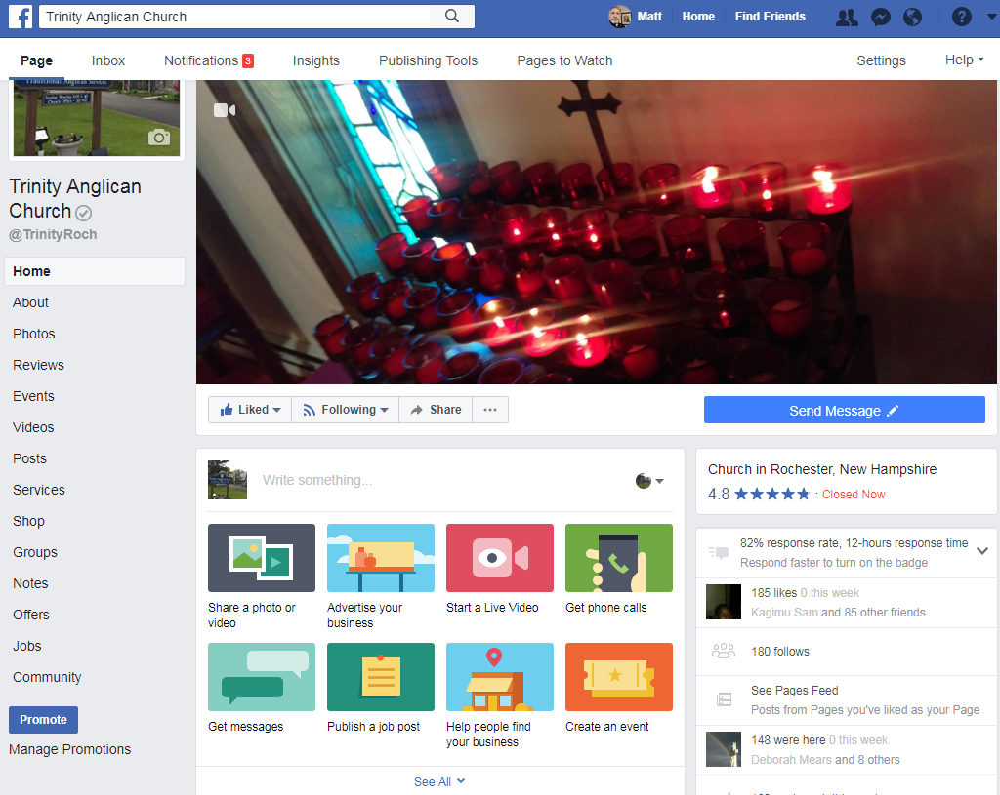 Trinity Anglican Church
Matt
Home
Find Friends
Page
Inbox
Notifications 3
Insights
Publishing Tools
Pages to Watch
Settings
Help
Traditional Anglican Services
Trinity Anglican
Church
@TrinityRoch
Home
About
Photos
Reviews
Events
Videos
Posts
Services
Shop
Groups
Notes
Offers
Jobs
Community
Promote
Manage Promotions
Liked
Following
Share
Send Message
Write something...
Share a photo or
video
Advertise your
business
Start a Live Video
Get phone calls
Get messages
Publish a job post
Help people find
your business
Create an event
See All
Church in Rochester, New Hampshire
4.8 ★★★★★ · Closed Now
82% response rate, 12-hours response time
Respond faster to turn on the badge
185 likes 0 this week
Kagimu Sam and 85 other friends
180 follows
See Pages Feed
Posts from Pages you've liked as your Page
148 were here 0 this week
Deborah Mears and 8 others